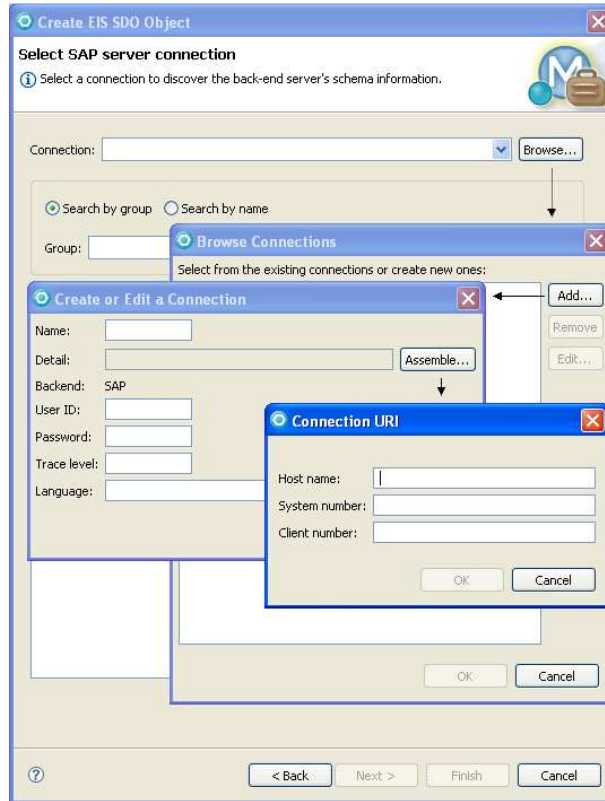 Create EIS SDO Object
Select SAP server connection
Select a connection to discover the back-end server's schema information.
Connection:
Browse...
Search by group
Search by name
Group:
Browse Connections
Select from the existing connections or create new ones:
Add...
Remove
Edit...
Create or Edit a Connection
Name:
Detail:
Assemble...
Backend: SAP
User ID:
Password:
Trace level:
Language:
Connection URI
Host name:
System number:
Client number:
OK
Cancel
OK
Cancel
< Back
Next >
Finish
Cancel